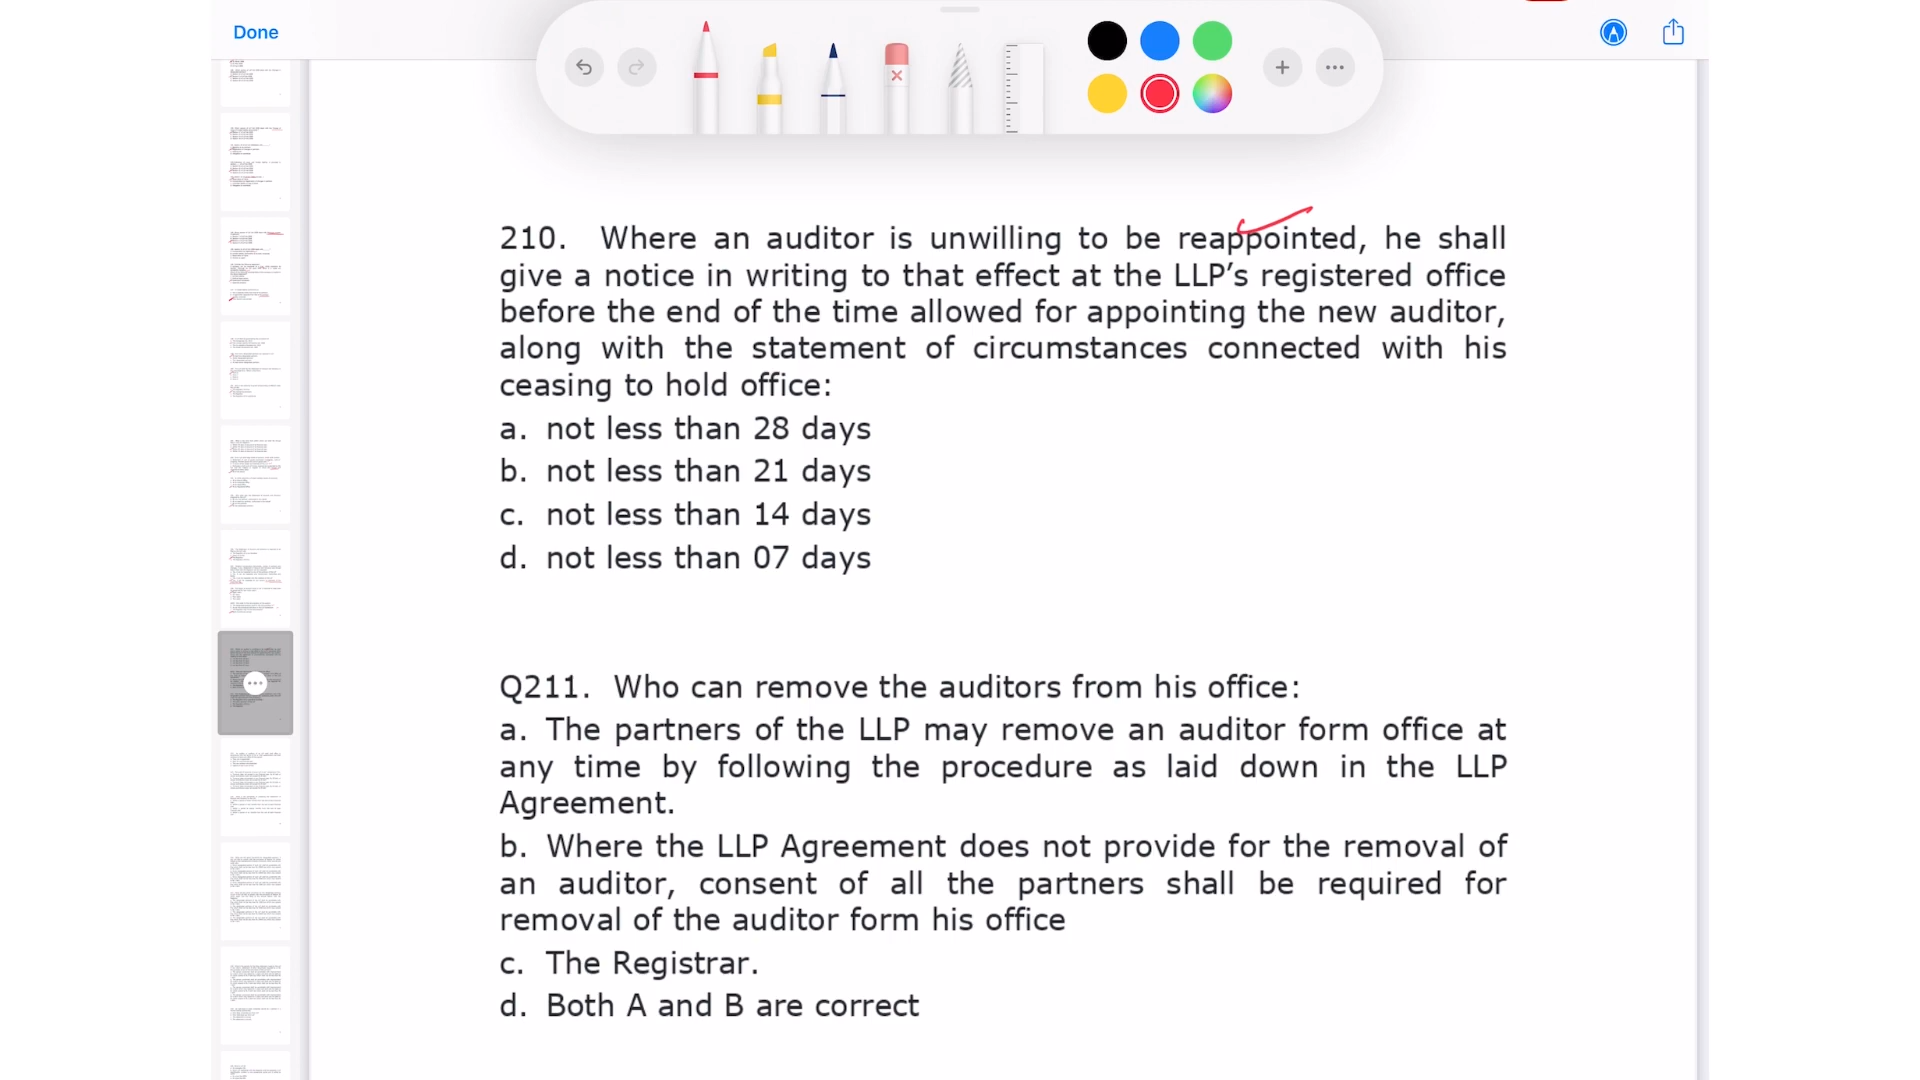 Done
210. Where an auditor is unwilling to be reappointed, he shall
give a notice in writing to that effect at the LLP’s registered office
before the end of the time allowed for appointing the new auditor,
along with the statement of circumstances connected with his
ceasing to hold office:
a. not less than 28 days
b. not less than 21 days
c. not less than 14 days
d. not less than 07 days
Q211. Who can remove the auditors from his office:
a. The partners of the LLP may remove an auditor form office at
any time by following the procedure as laid down in the LLP
Agreement.
b. Where the LLP Agreement does not provide for the removal of
an auditor, consent of all the partners shall be required for
removal of the auditor form his office
c. The Registrar.
d. Both A and B are correct